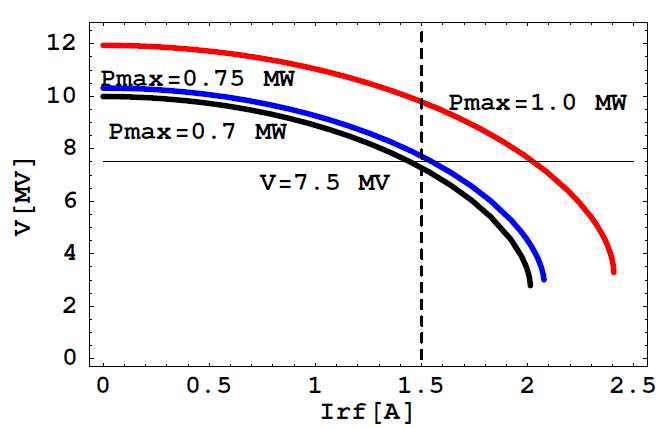 12
Pmax=0.75 MW
10
Pmax=1.0 MW
Pmax=0.7 MW
8
V=7.5 MV
V[MV]
6
4
2
0
0 0.5 1 1.5 2 2.5
Irf[A]